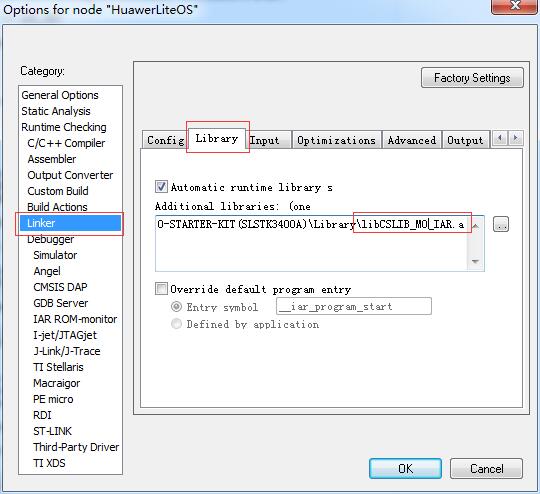 Options for node "HuawerLiteOS"
Category:
Factory Settings
General Options
Static Analysis
Runtime Checking
C/C++ Compiler
Assembler
Output Converter
Custom Build
Build Actions
Linker
Debugger
Simulator
Angel
CMSIS DAP
GDB Server
IAR ROM-monitor
I-jet/JTAGjet
J-Link/J-Trace
TI Stellaris
Macraigor
PE micro
RDI
ST-LINK
Third-Party Driver
TI XDS
Config Library Input Optimizations Advanced Output
Automatic runtime library s
Additional libraries: (one
O-STARTER-KIT(SLSTK3400A)\Library\libCSLIB_M0_IAR.a
...
Override default program entry
Entry symbol __iar_program_start
Defined by application
OK Cancel